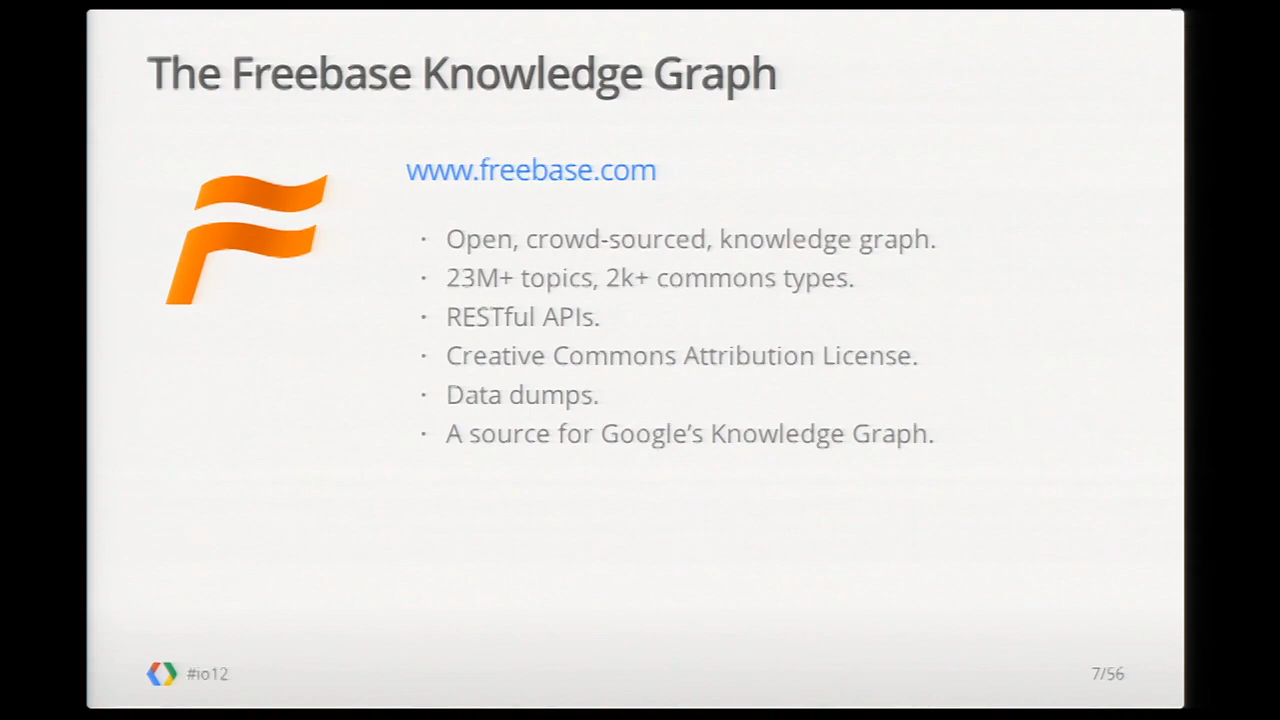 The Freebase Knowledge Graph
www.freebase.com
· Open, crowd-sourced, knowledge graph.
· 23M+ topics, 2k+ commons types.
· RESTful APIs.
· Creative Commons Attribution License.
· Data dumps.
· A source for Google’s Knowledge Graph.
#io12
7/56